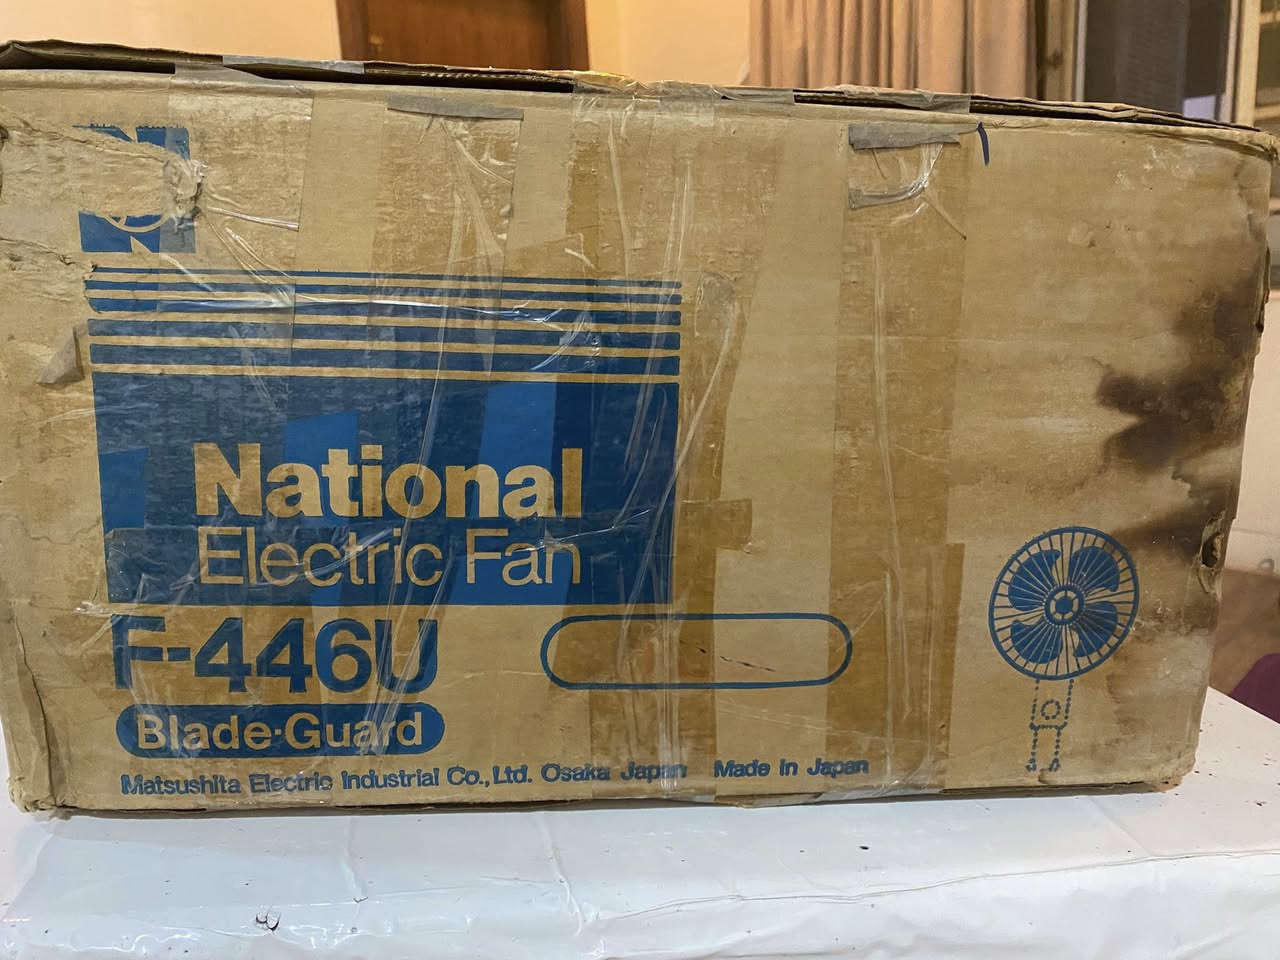 N
National
Electric Fan
F-446U
Blade-Guard
Matsushita Electric Industrial Co., Ltd. Osaka Japan Made in Japan